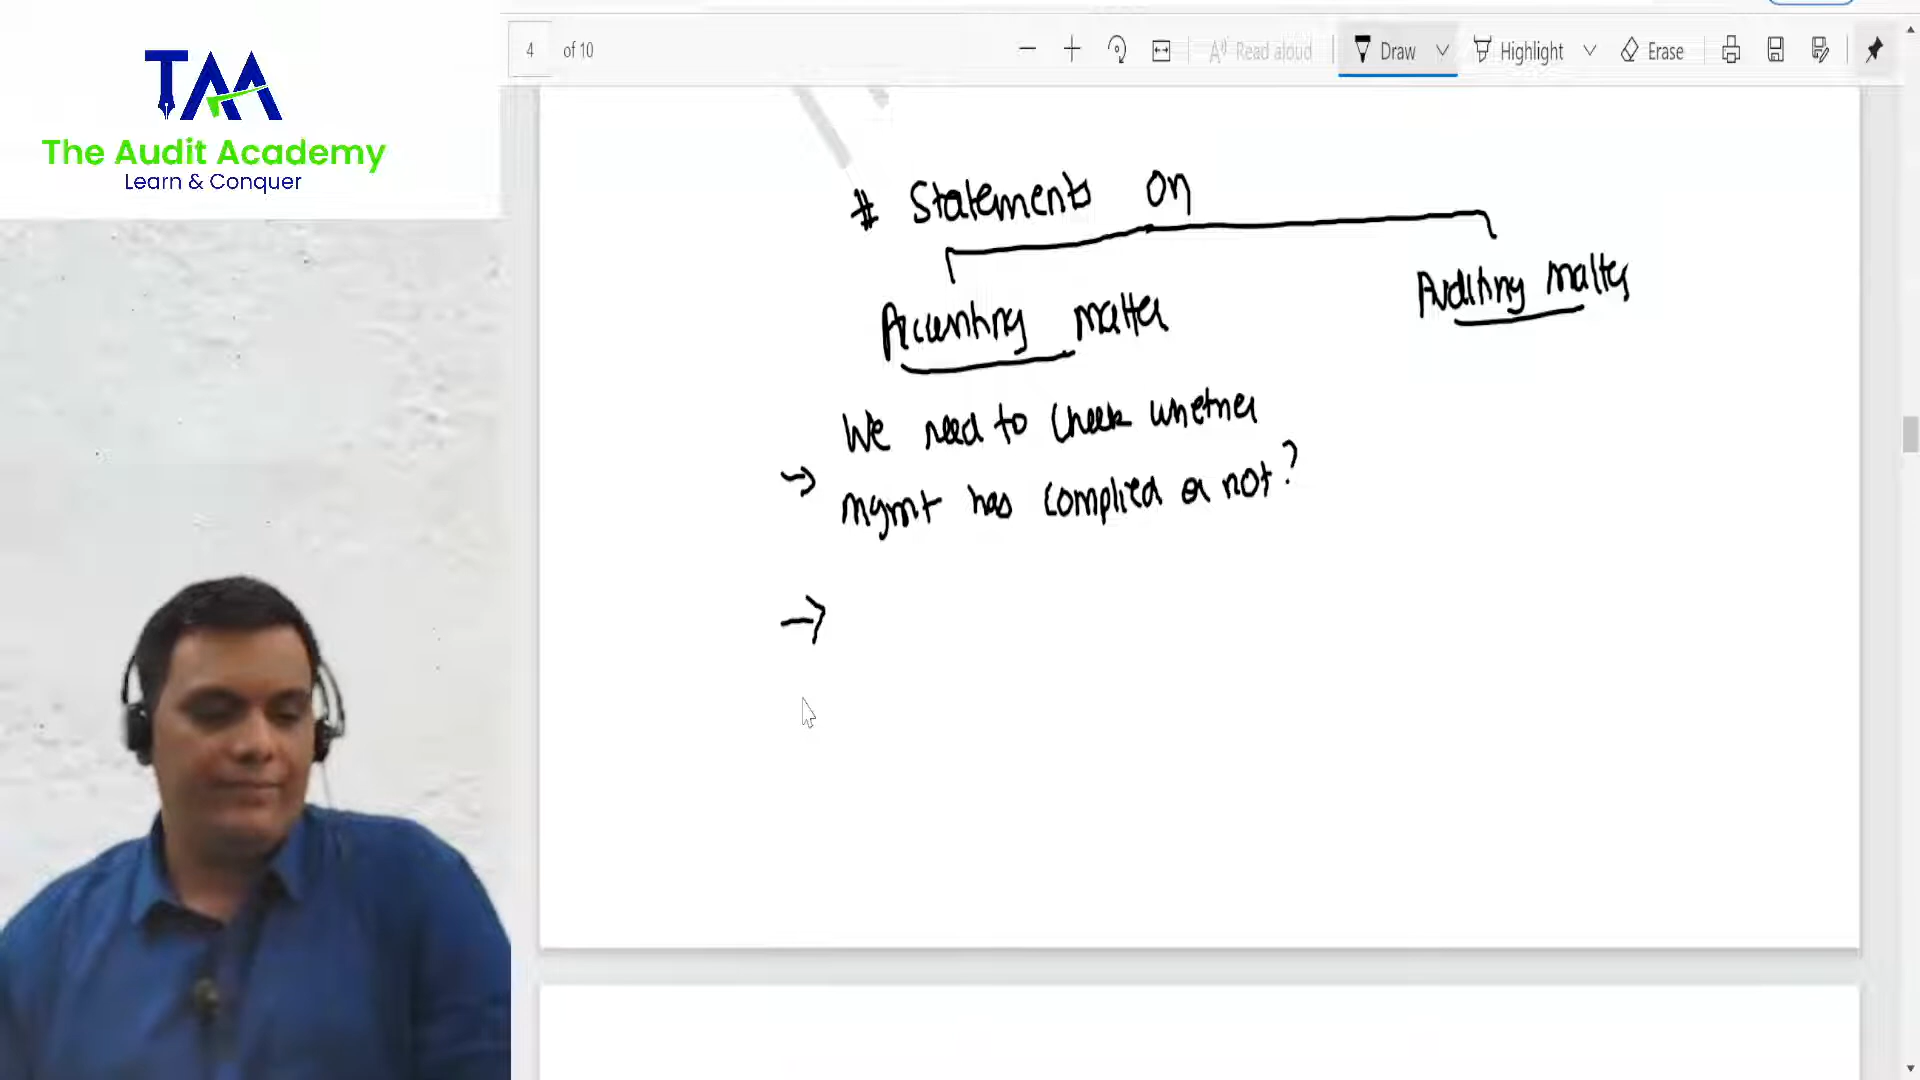 TAA
The Audit Academy
Learn & Conquer
4 of 10
Read aloud
Draw
Highlight
Erase
# Statements on
Accounting matter
Auditing matter
We need to check whether
→ mgmt has complied or not?
→